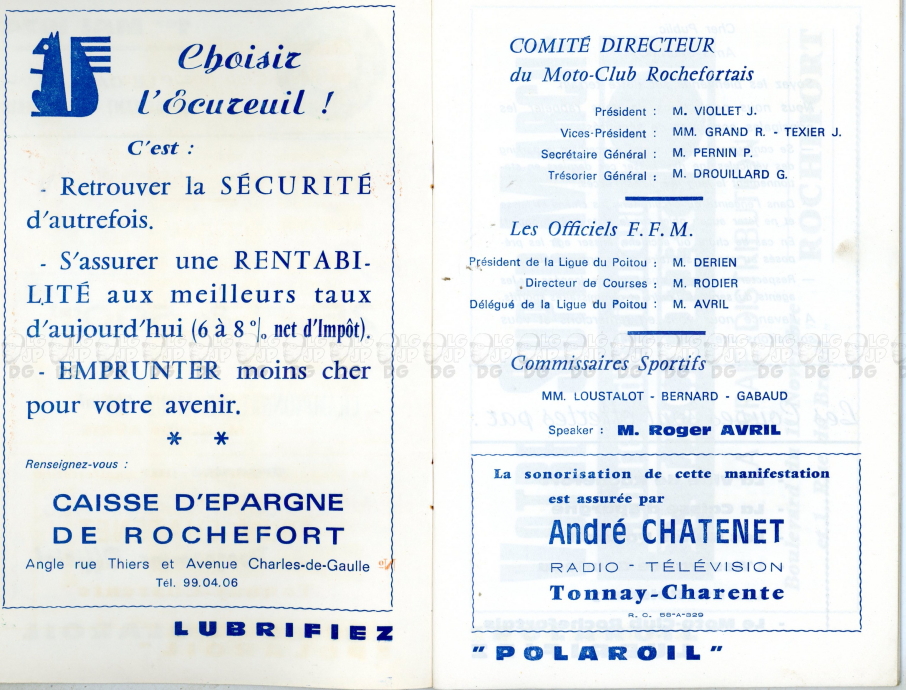 Choisir
l'Ecureuil !
C'est :
- Retrouver la SÉCURITÉ
d'autrefois.
- S'assurer une RENTABI-
LITÉ aux meilleurs taux
d'aujourd'hui (6 à 8 % net d'Impôt).
- EMPRUNTER moins cher
pour votre avenir.
* *
Renseignez-vous :
CAISSE D'EPARGNE
DE ROCHEFORT
Angle rue Thiers et Avenue Charles-de-Gaulle
Tél. 99.04.06
LUBRIFIEZ
COMITÉ DIRECTEUR
du Moto-Club Rochefortais
Président : M. VIOLLET J.
Vices-Président : MM. GRAND R. - TEXIER J.
Secrétaire Général : M. PERNIN P.
Trésorier Général : M. DROUILLARD G.
Les Officiels F.F.M.
Président de la Ligue du Poitou : M. DERIEN
Directeur de Courses : M. RODIER
Délégué de la Ligue du Poitou : M. AVRIL
Commissaires Sportifs
MM. LOUSTALOT - BERNARD - GABAUD
Speaker : M. Roger AVRIL
La sonorisation de cette manifestation
est assurée par
André CHATENET
RADIO - TÉLÉVISION
Tonnay-Charente
R. C. 58-A-329
"POLAROIL"